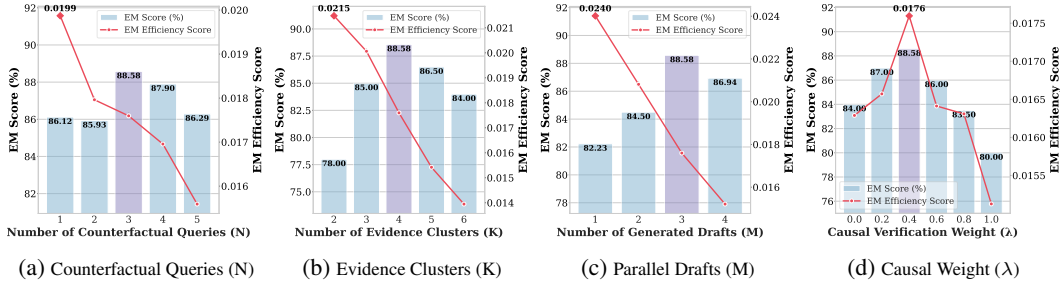 92
90
88
86
84
82
EM Score (%)
0.0199
86.12
85.93
88.58
87.90
86.29
EM Score (%)
EM Efficiency Score
0.020
0.019
0.018
0.017
0.016
EM Efficiency Score
1 2 3 4 5
Number of Counterfactual Queries (N)
(a) Counterfactual Queries (N)
92.5
90.0
87.5
85.0
82.5
80.0
77.5
75.0
EM Score (%)
0.0215
78.00
85.00
88.58
86.50
84.00
EM Score (%)
EM Efficiency Score
0.021
0.020
0.019
0.018
0.017
0.016
0.015
0.014
EM Efficiency Score
2 3 4 5 6
Number of Evidence Clusters (K)
(b) Evidence Clusters (K)
92
90
88
86
84
82
80
78
EM Score (%)
0.0240
82.23
84.50
88.58
86.94
EM Score (%)
EM Efficiency Score
0.024
0.022
0.020
0.018
0.016
EM Efficiency Score
1 2 3 4
Number of Generated Drafts (M)
(c) Parallel Drafts (M)
92
90
88
86
84
82
80
78
76
EM Score (%)
0.0176
84.00
87.00
88.58
86.00
83.50
80.00
EM Score (%)
EM Efficiency Score
0.0175
0.0170
0.0165
0.0160
0.0155
EM Efficiency Score
0.0 0.2 0.4 0.6 0.8 1.0
Causal Verification Weight (λ)
(d) Causal Weight (λ)